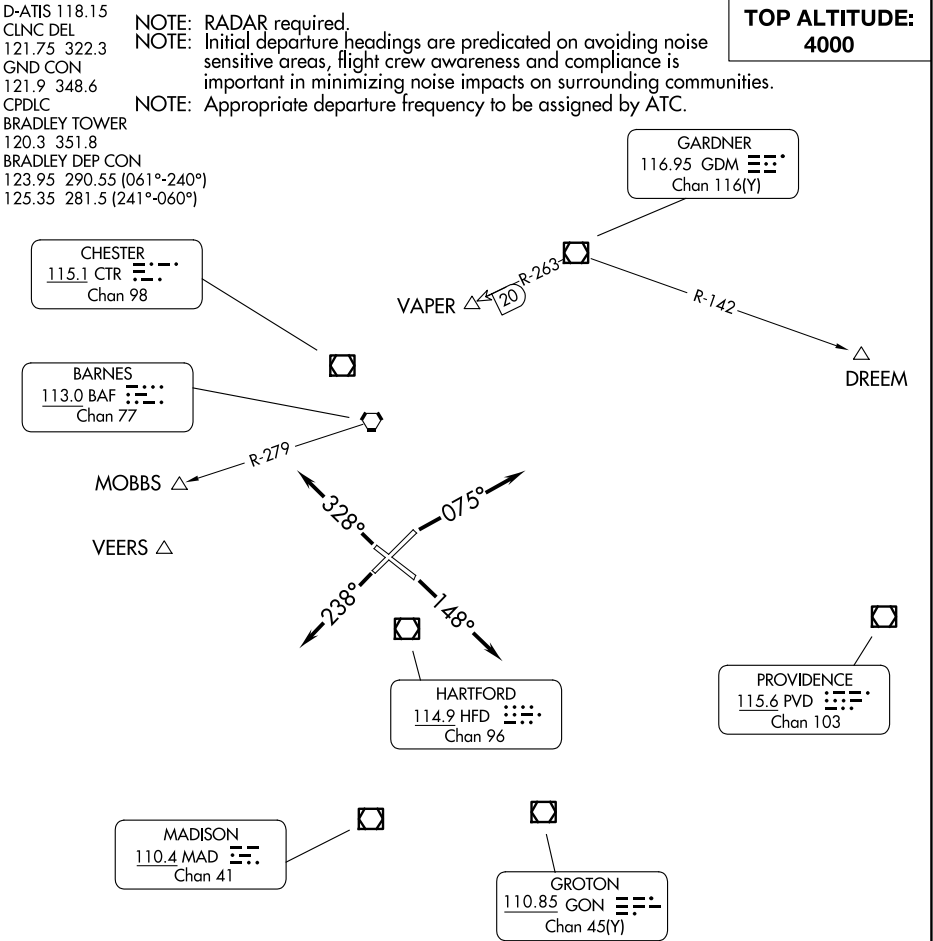 D-ATIS 118.15
CLNC DEL
121.75 322.3
GND CON
121.9 348.6
CPDLC
BRADLEY TOWER
120.3 351.8
BRADLEY DEP CON
123.95 290.55 (061°-240°)
125.35 281.5 (241°-060°)
NOTE: RADAR required.
NOTE: Initial departure headings are predicated on avoiding noise
sensitive areas, flight crew awareness and compliance is
important in minimizing noise impacts on surrounding communities.
NOTE: Appropriate departure frequency to be assigned by ATC.
TOP ALTITUDE:
4000
GARDNER
116.95 GDM
Chan 116(Y)
CHESTER
115.1 CTR
Chan 98
R-263
20
VAPER
R-142
DREEM
BARNES
113.0 BAF
Chan 77
R-279
MOBBS
VEERS
328°
075°
238°
148°
HARTFORD
114.9 HFD
Chan 96
PROVIDENCE
115.6 PVD
Chan 103
MADISON
110.4 MAD
Chan 41
GROTON
110.85 GON
Chan 45(Y)